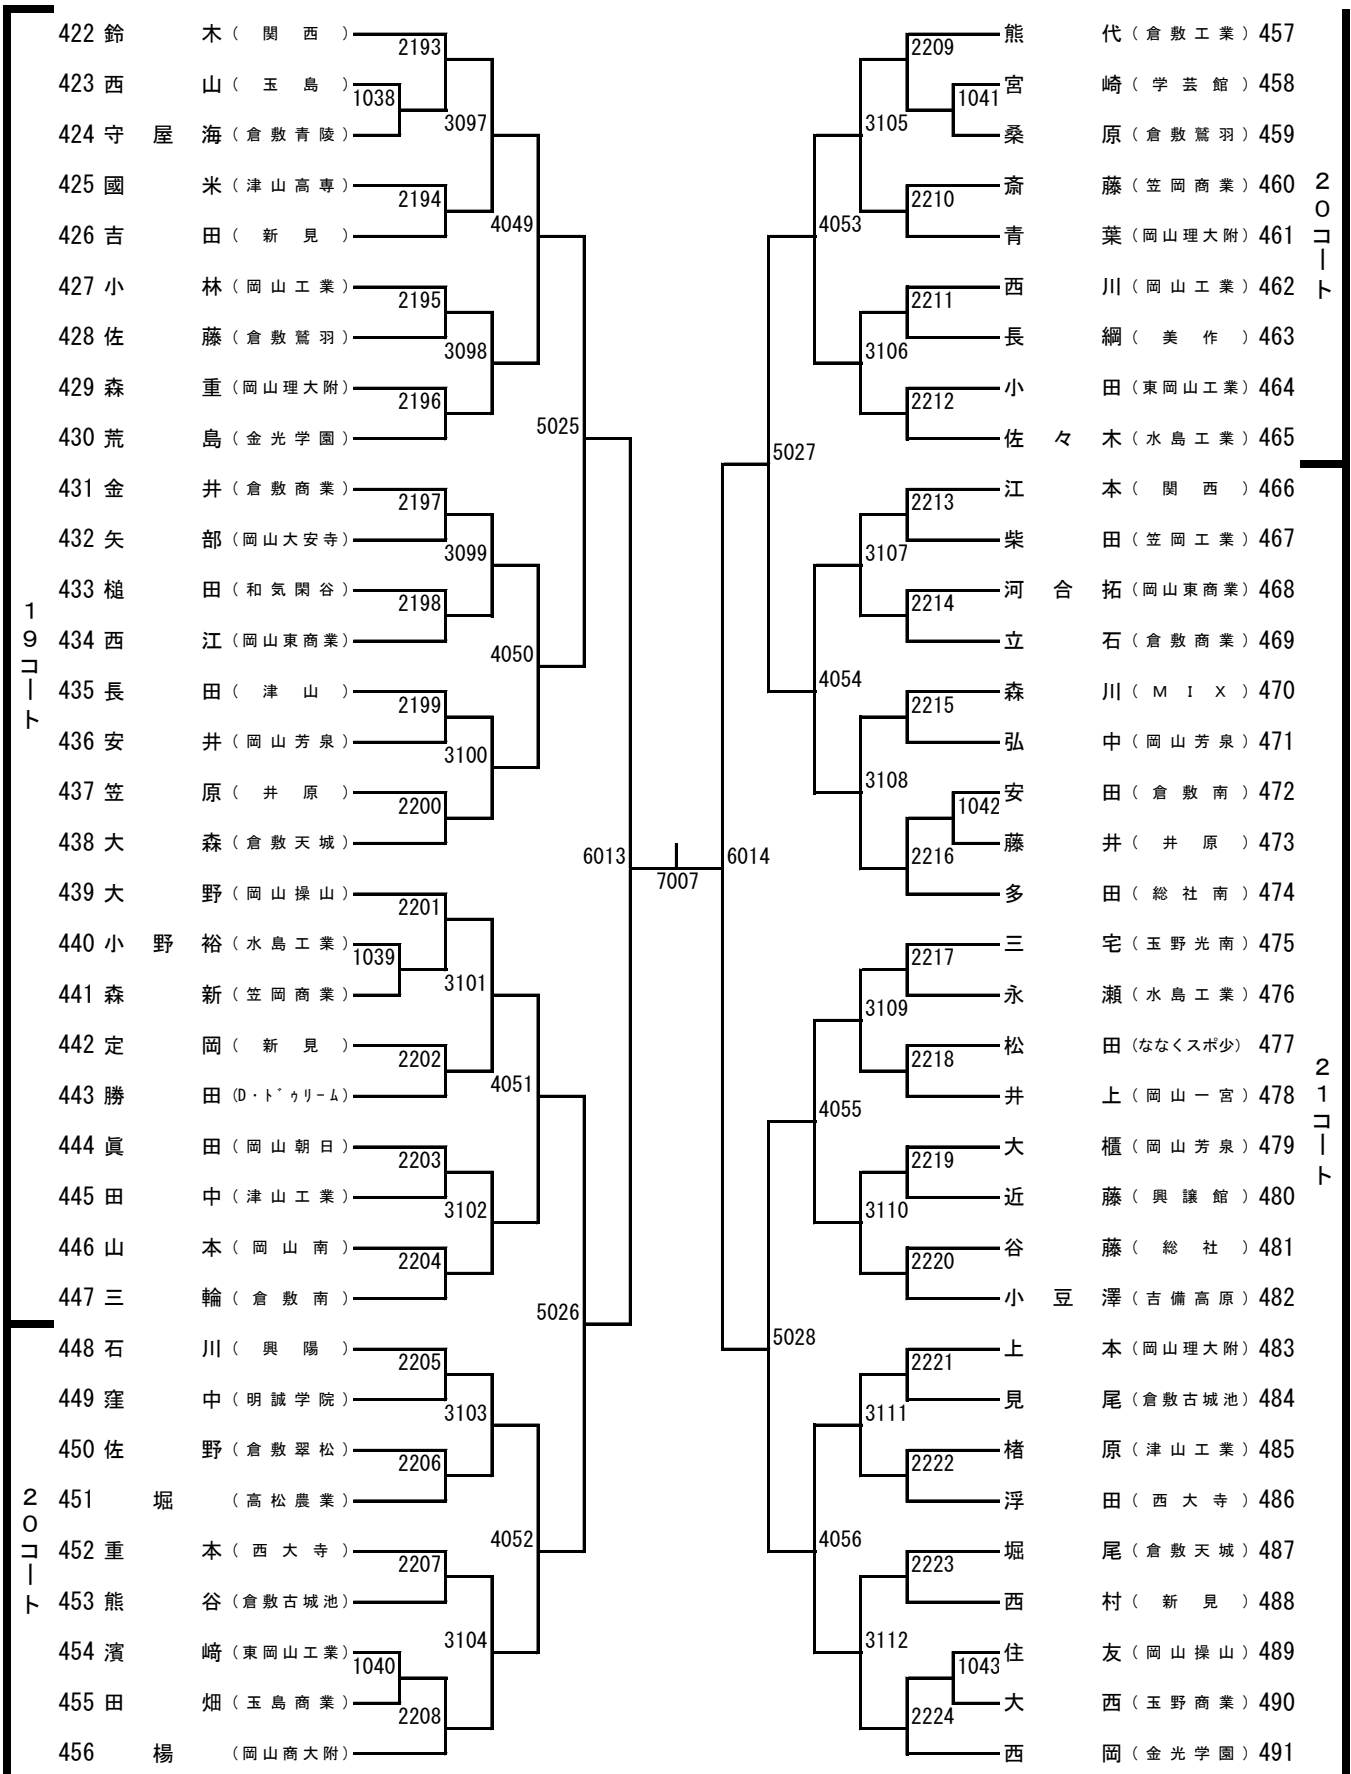 422 鈴木（関西）
423 西山（玉島）
424 守屋海（倉敷青陵）
425 國米（津山高専）
426 吉田（新見）
427 小林（岡山工業）
428 佐藤（倉敷鷲羽）
429 森重（岡山理大附）
430 荒島（金光学園）
431 金井（倉敷商業）
432 矢部（岡山大安寺）
433 槌田（和気閑谷）
434 西江（岡山東商業）
435 長田（津山）
436 安井（岡山芳泉）
437 笠原（井原）
438 大森（倉敷天城）
439 大野（岡山操山）
440 小野裕（水島工業）
441 森新（笠岡商業）
442 定岡（新見）
443 勝田（D・ﾄﾞｩﾘｰﾑ）
444 眞田（岡山朝日）
445 田中（津山工業）
446 山本（岡山南）
447 三輪（倉敷南）
448 石川（興陽）
449 窪中（明誠学院）
450 佐野（倉敷翠松）
451 堀（高松農業）
452 重本（西大寺）
453 熊谷（倉敷古城池）
454 濱﨑（東岡山工業）
455 田畑（玉島商業）
456 楊（岡山商大附）
19コート
20コート
1038
1039
1040
2193
2194
2195
2196
2197
2198
2199
2200
2201
2202
2203
2204
2205
2206
2207
2208
3097
3098
3099
3100
3101
3102
3103
3104
4049
4050
4051
4052
5025
5026
6013
7007
6014
5027
5028
4053
4054
4055
4056
3105
3106
3107
3108
3109
3110
3111
3112
2209
2210
2211
2212
2213
2214
2215
2216
2217
2218
2219
2220
2221
2222
2223
2224
1041
1042
1043
熊代（倉敷工業）457
宮崎（学芸館）458
桑原（倉敷鷲羽）459
斎藤（笠岡商業）460
青葉（岡山理大附）461
西川（岡山工業）462
長綱（美作）463
小田（東岡山工業）464
佐々木（水島工業）465
江本（関西）466
柴田（笠岡工業）467
河合拓（岡山東商業）468
立石（倉敷商業）469
森川（MIX）470
弘中（岡山芳泉）471
安田（倉敷南）472
藤井（井原）473
多田（総社南）474
三宅（玉野光南）475
永瀬（水島工業）476
松田（ななくスポ少）477
井上（岡山一宮）478
大櫃（岡山芳泉）479
近藤（興譲館）480
谷藤（総社）481
小豆澤（吉備高原）482
上本（岡山理大附）483
見尾（倉敷古城池）484
楮原（津山工業）485
浮田（西大寺）486
堀尾（倉敷天城）487
西村（新見）488
住友（岡山操山）489
大西（玉野商業）490
西岡（金光学園）491
20コート
21コート